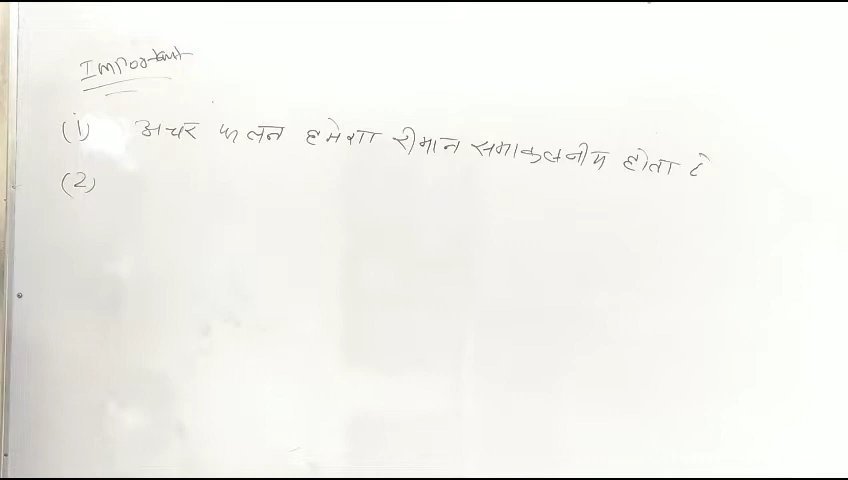 Important
(1) अचर फलन हमेशा रीमान समाकलनीय होता है
(2)